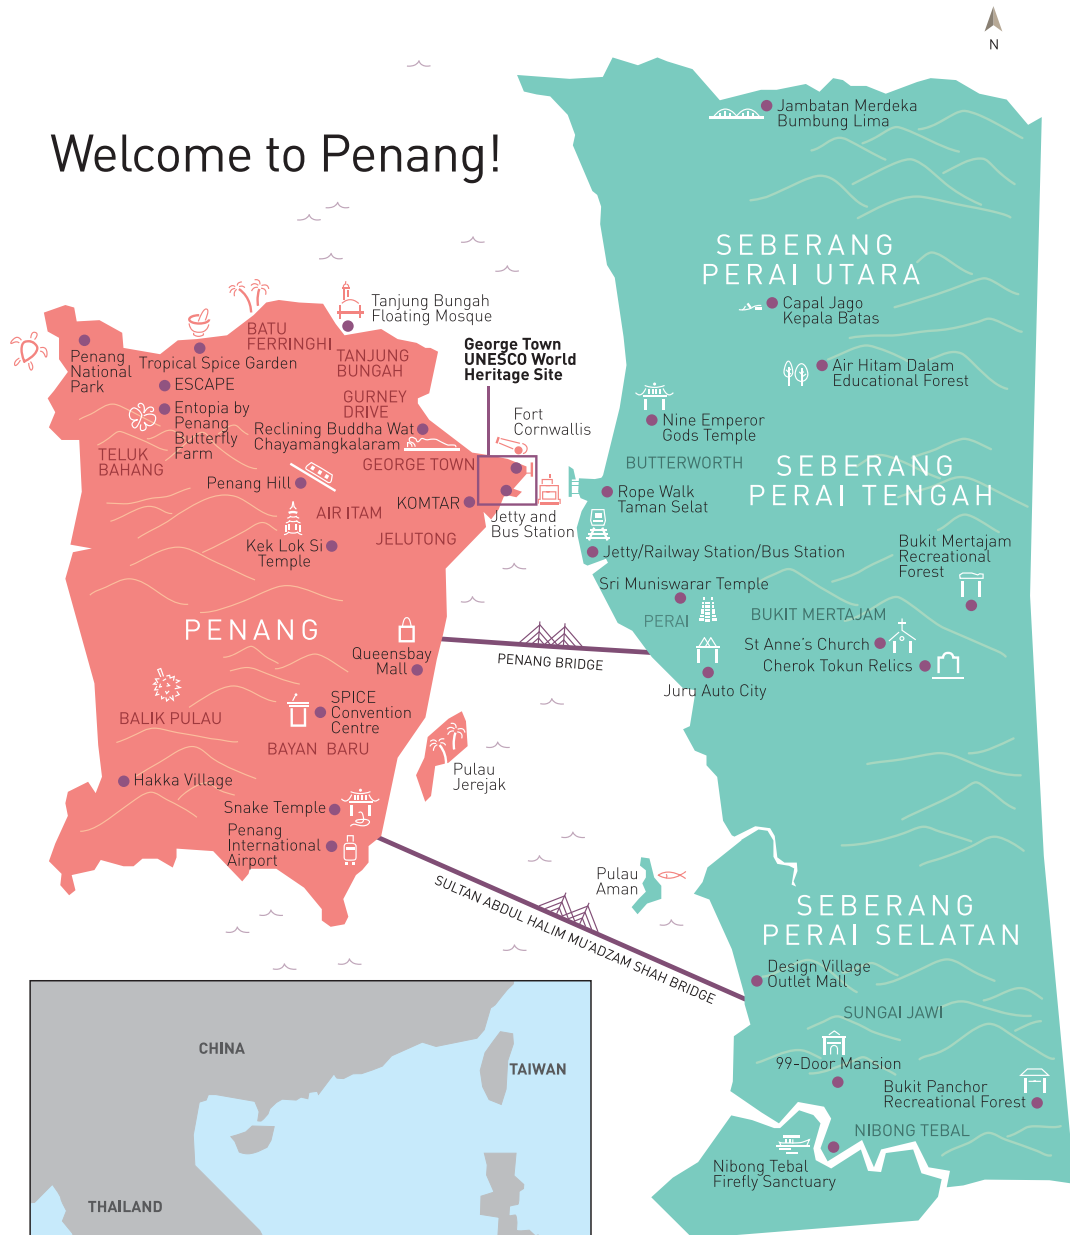 N
Welcome to Penang!
Jambatan Merdeka
Bumbung Lima
SEBERANG
PERAI UTARA
Capal Jago
Kepala Batas
Air Hitam Dalam
Educational Forest
Tanjung Bungah
Floating Mosque
BATU
FERRINGHI
TANJUNG
BUNGAH
George Town
UNESCO World
Heritage Site
Penang
National
Park
Tropical Spice Garden
ESCAPE
Entopia by
Penang
Butterfly
Farm
GURNEY
DRIVE
Reclining Buddha Wat
Chayamangkalaram
Fort
Cornwallis
TELUK
BAHANG
GEORGE TOWN
Penang Hill
KOMTAR
AIR ITAM
Jetty and
Bus Station
JELUTONG
Kek Lok Si
Temple
Nine Emperor
Gods Temple
BUTTERWORTH
SEBERANG
PERAI TENGAH
Rope Walk
Taman Selat
Jetty/Railway Station/Bus Station
Bukit Mertajam
Recreational
Forest
Sri Muniswarar Temple
PERAI
BUKIT MERTAJAM
St Anne's Church
Cherok Tokun Relics
Juru Auto City
PENANG
PENANG BRIDGE
Queensbay
Mall
SPICE
Convention
Centre
BALIK PULAU
BAYAN BARU
Pulau
Jerejak
Hakka Village
Snake Temple
Penang
International
Airport
SULTAN ABDUL HALIM MU'ADZAM SHAH BRIDGE
Pulau
Aman
SEBERANG
PERAI SELATAN
Design Village
Outlet Mall
SUNGAI JAWI
99-Door Mansion
Bukit Panchor
Recreational Forest
NIBONG TEBAL
Nibong Tebal
Firefly Sanctuary
CHINA
TAIWAN
THAILAND